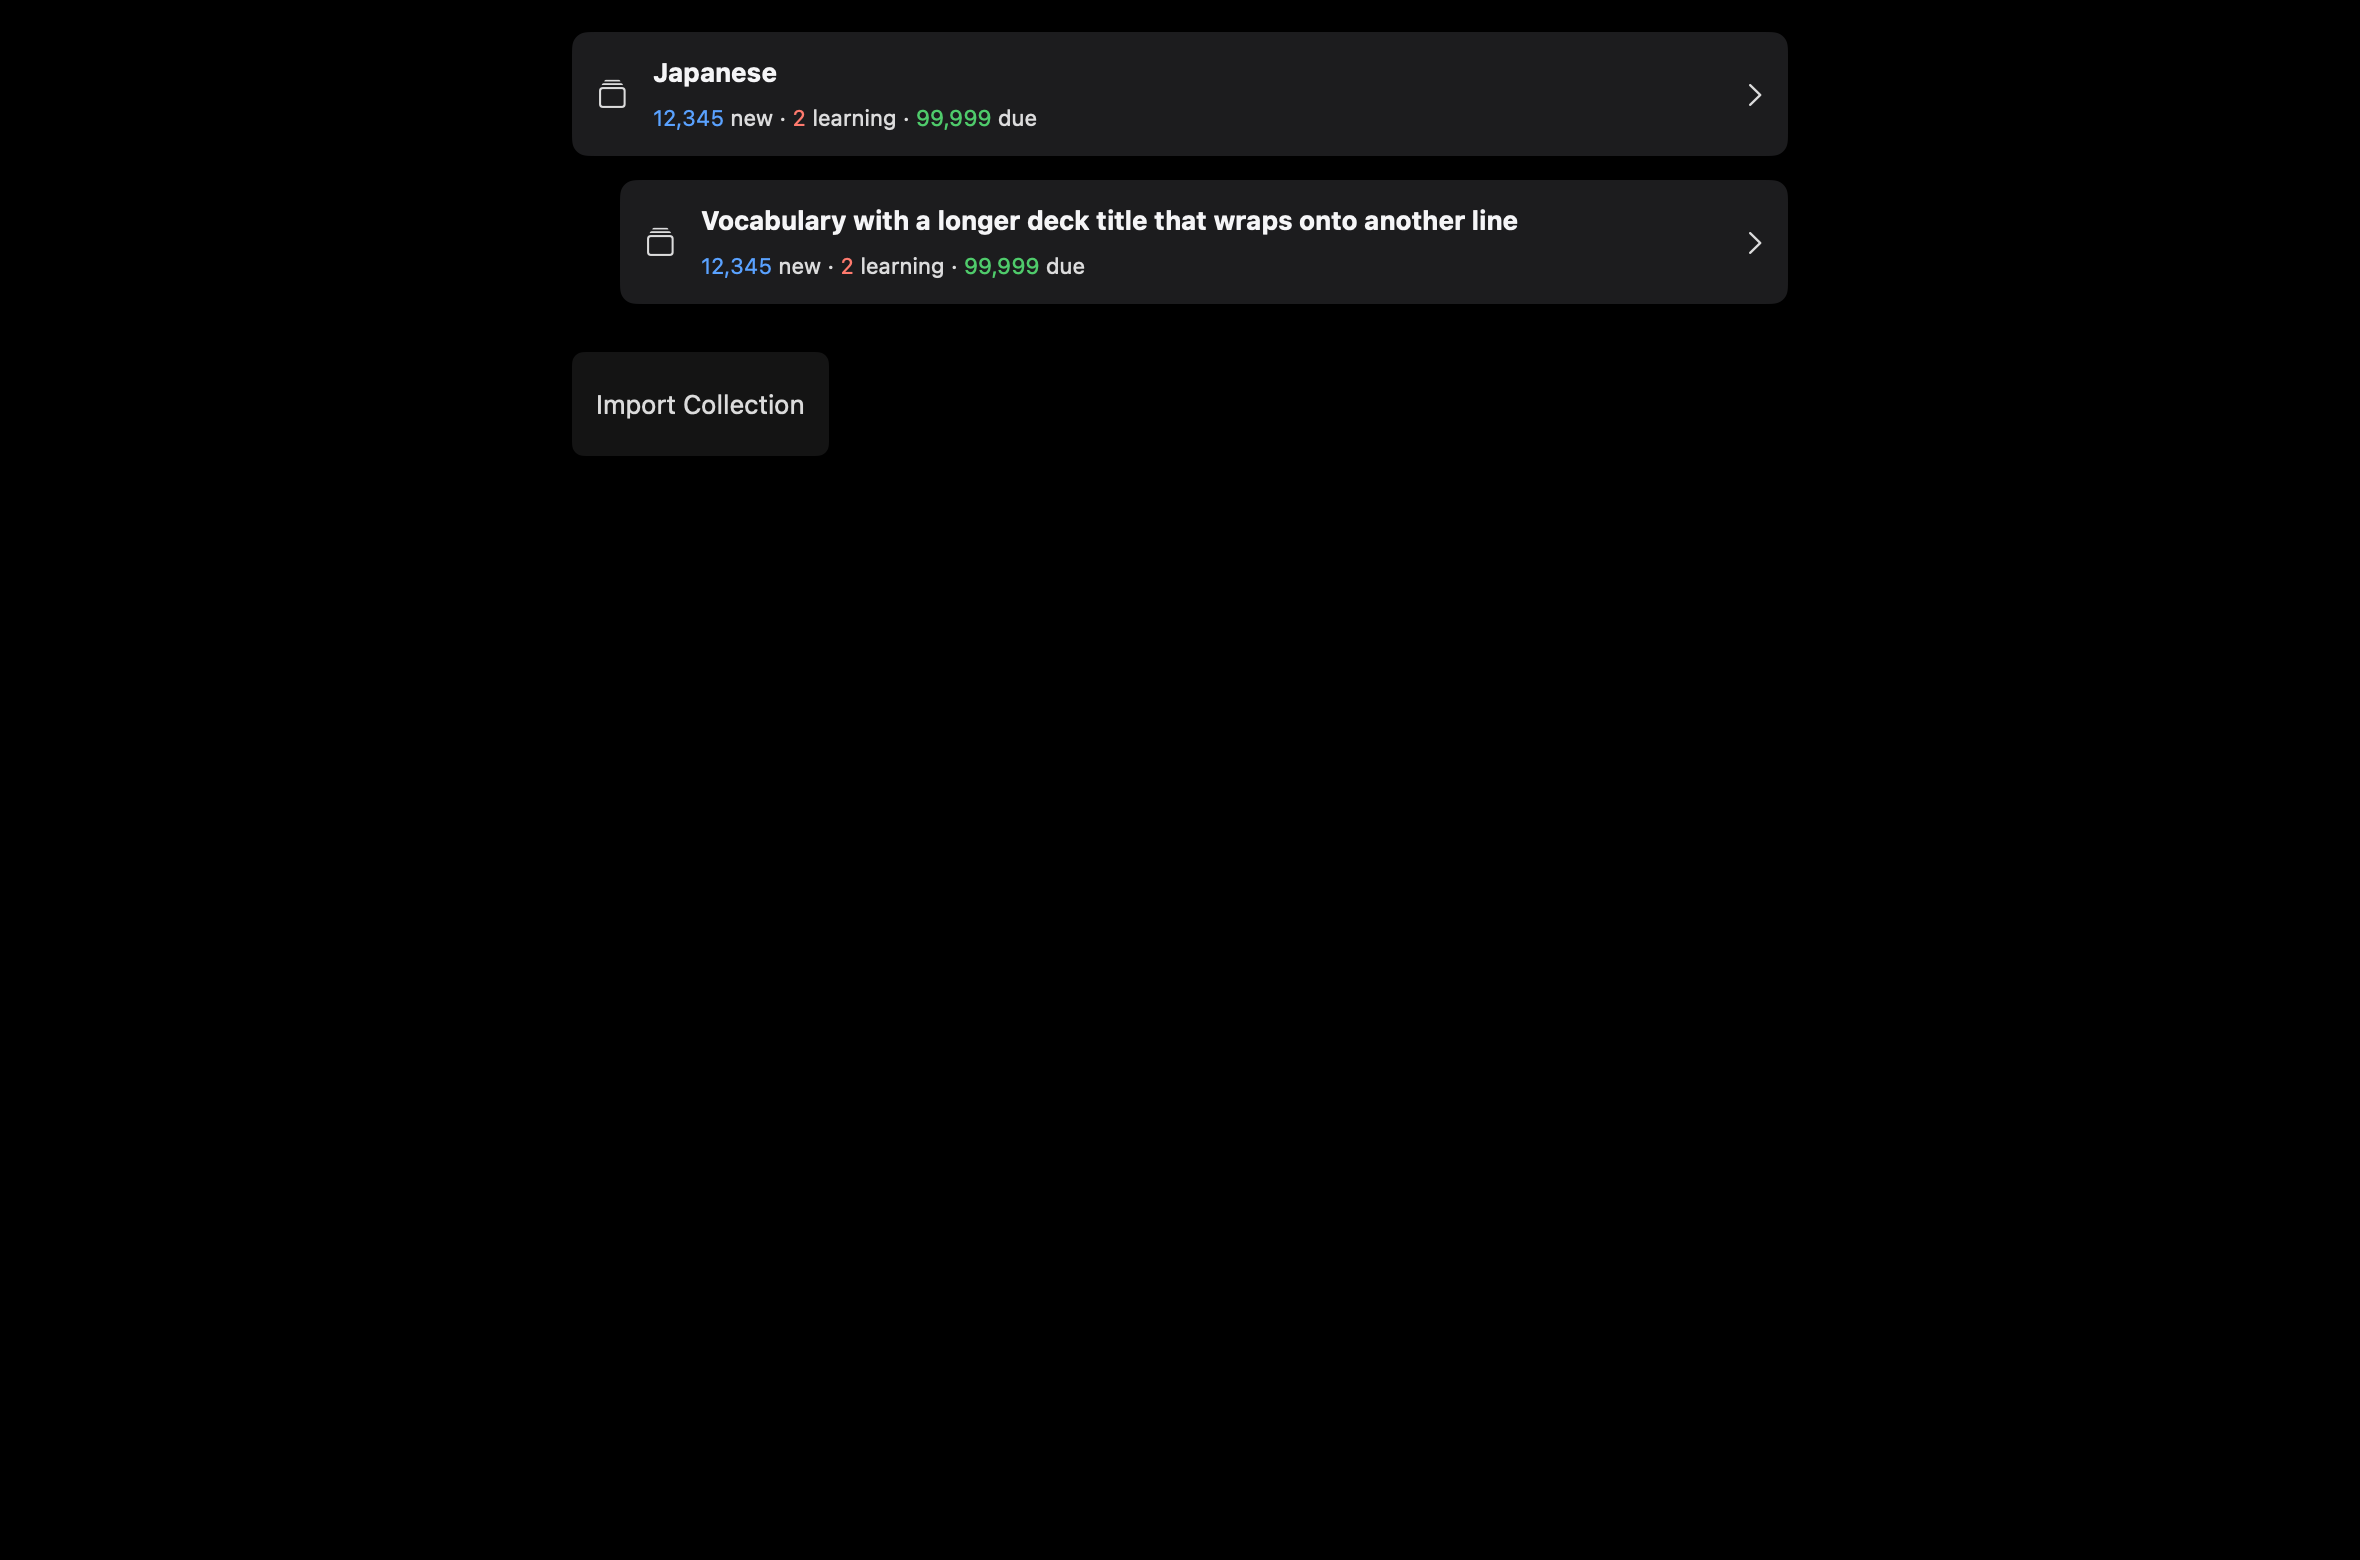 Japanese
12,345 new · 2 learning · 99,999 due
Vocabulary with a longer deck title that wraps onto another line
12,345 new · 2 learning · 99,999 due
Import Collection